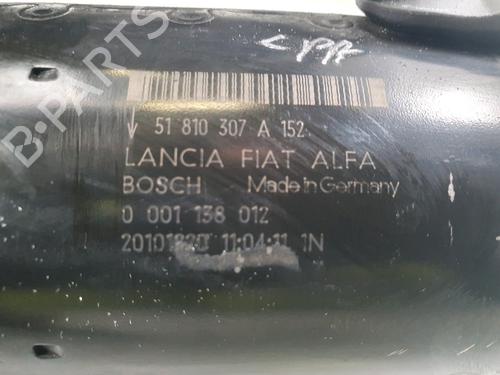 B-PARTS
51 810 307 A 152
LANCIA FIAT ALFA
BOSCH Made in Germany
0 001 138 012
11:04:11 1N